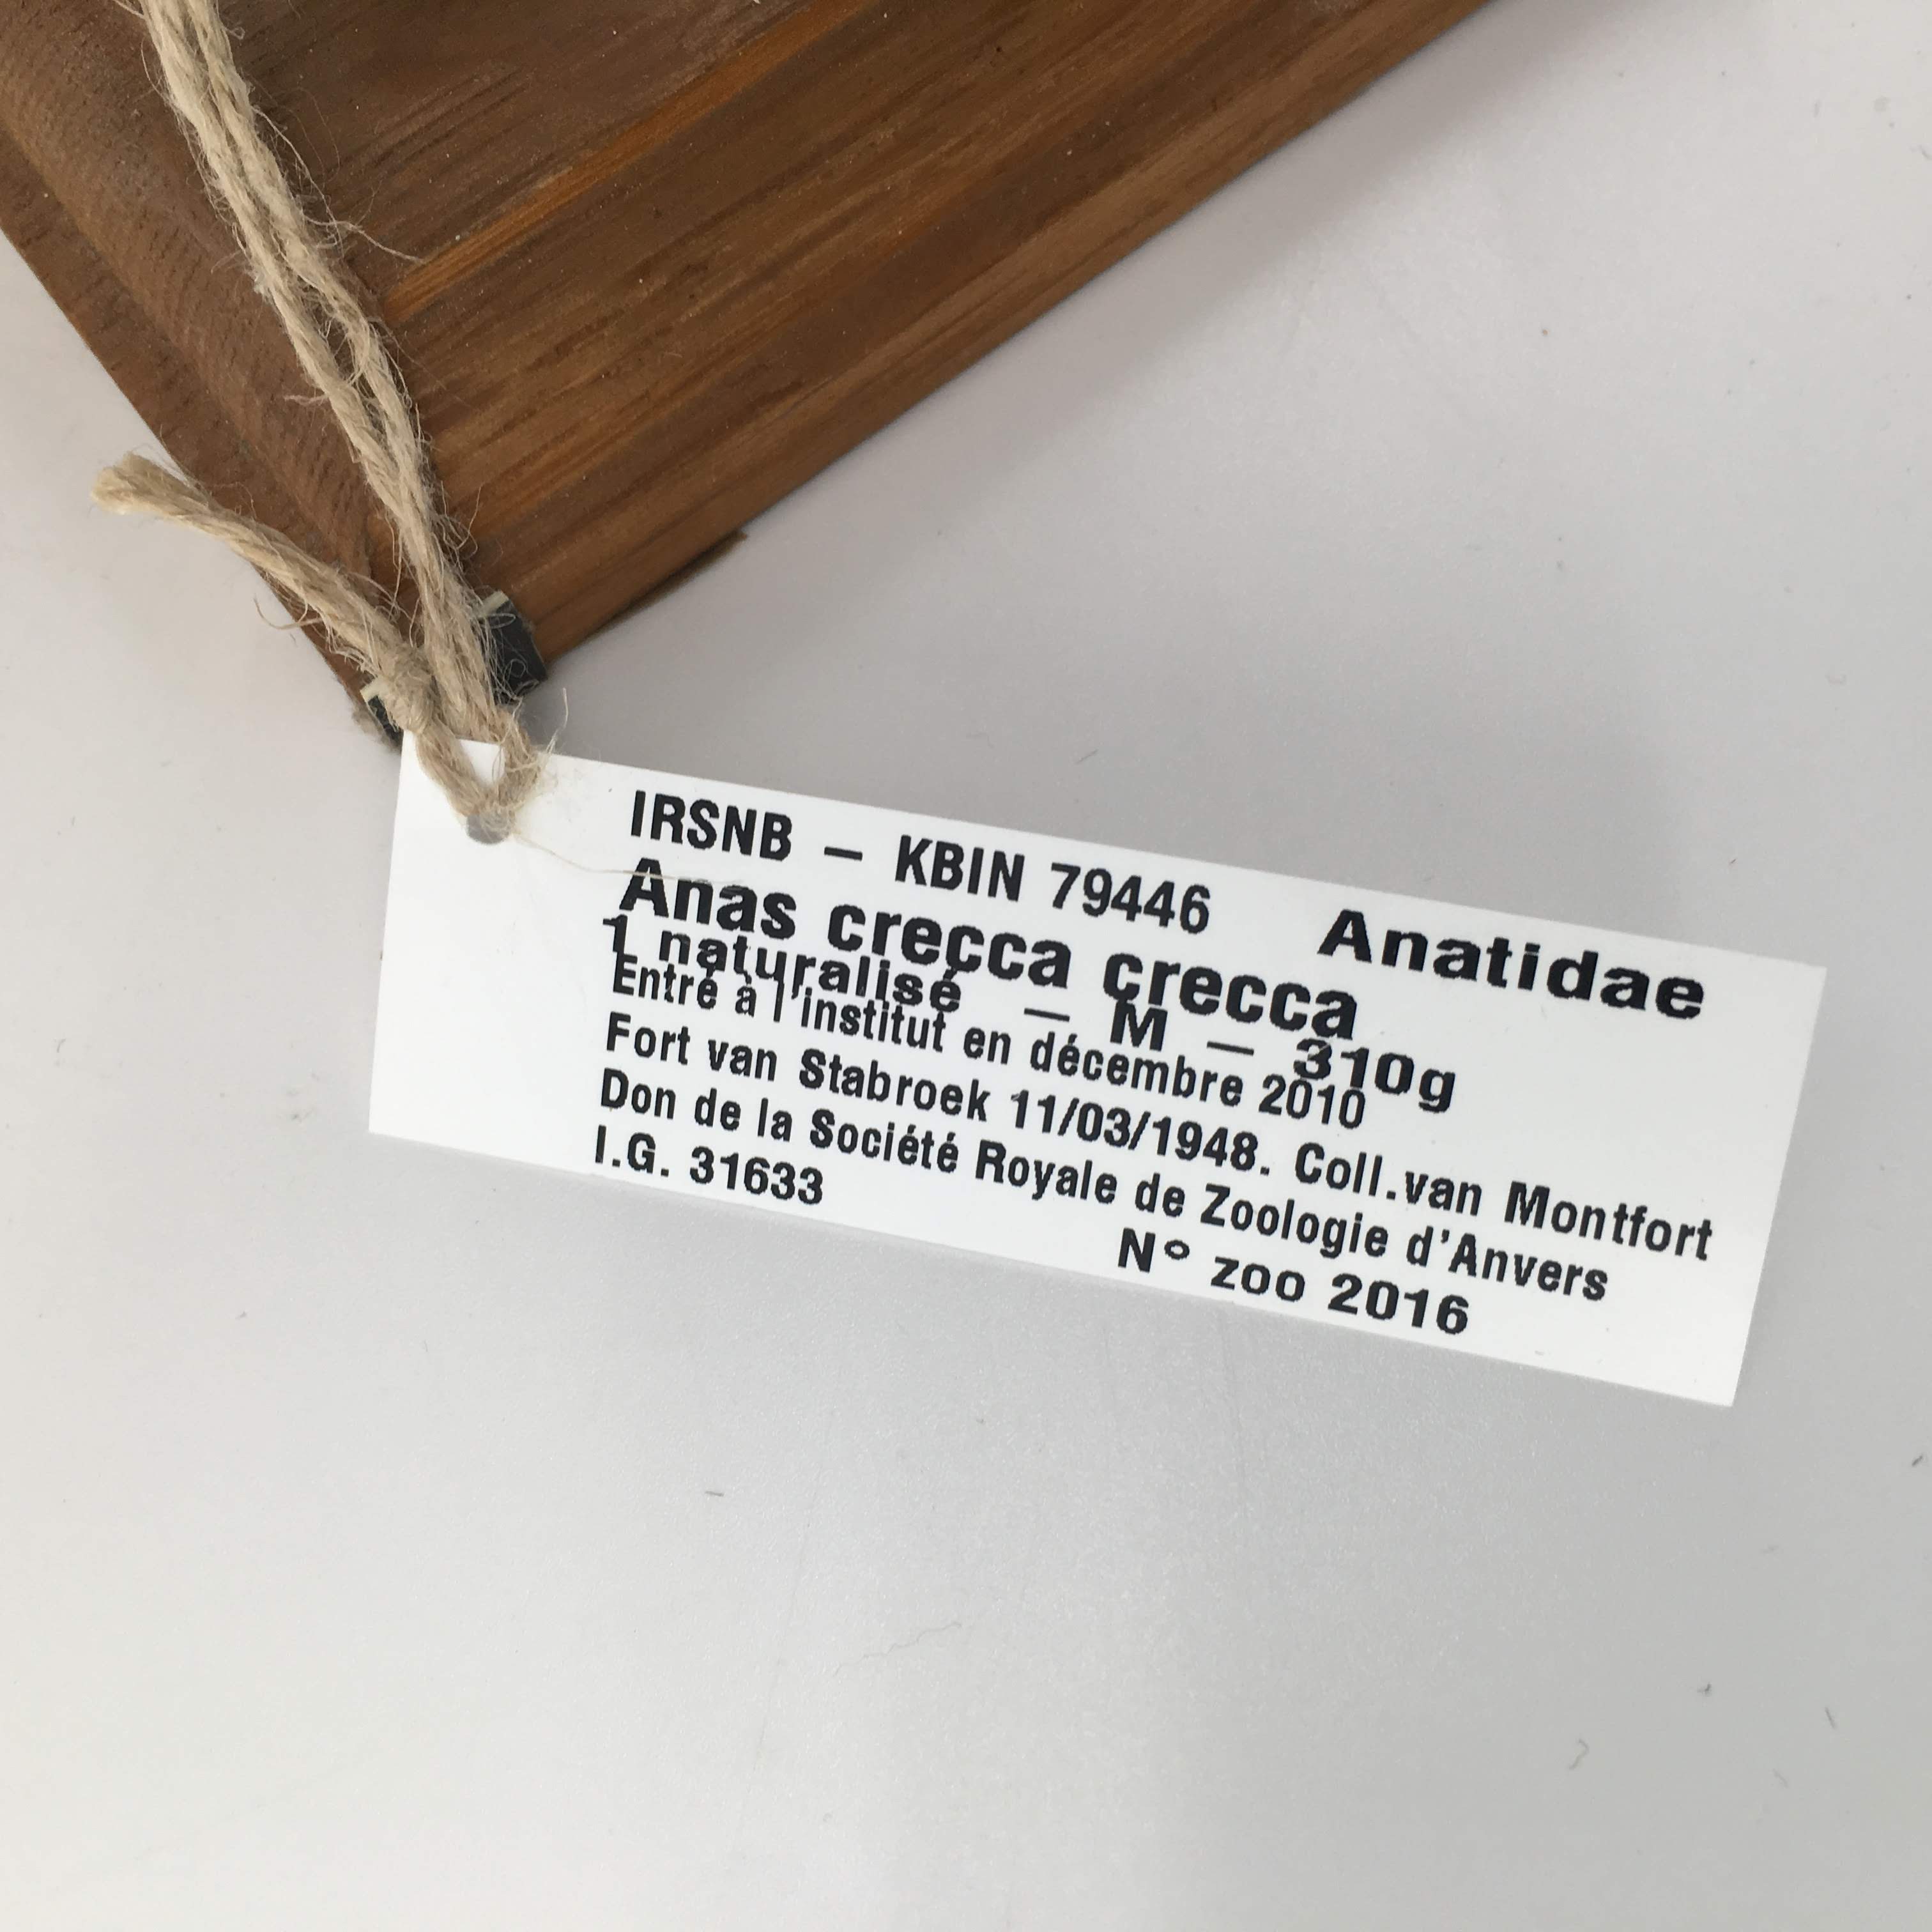 IRSNB – KBIN 79446 Anatidae
Anas crecca crecca
1 naturalisé – M – 310g
Entré à l'institut en décembre 2010
Fort van Stabroek 11/03/1948. Coll.van Montfort
Don de la Société Royale de Zoologie d'Anvers
I.G. 31633 N° zoo 2016